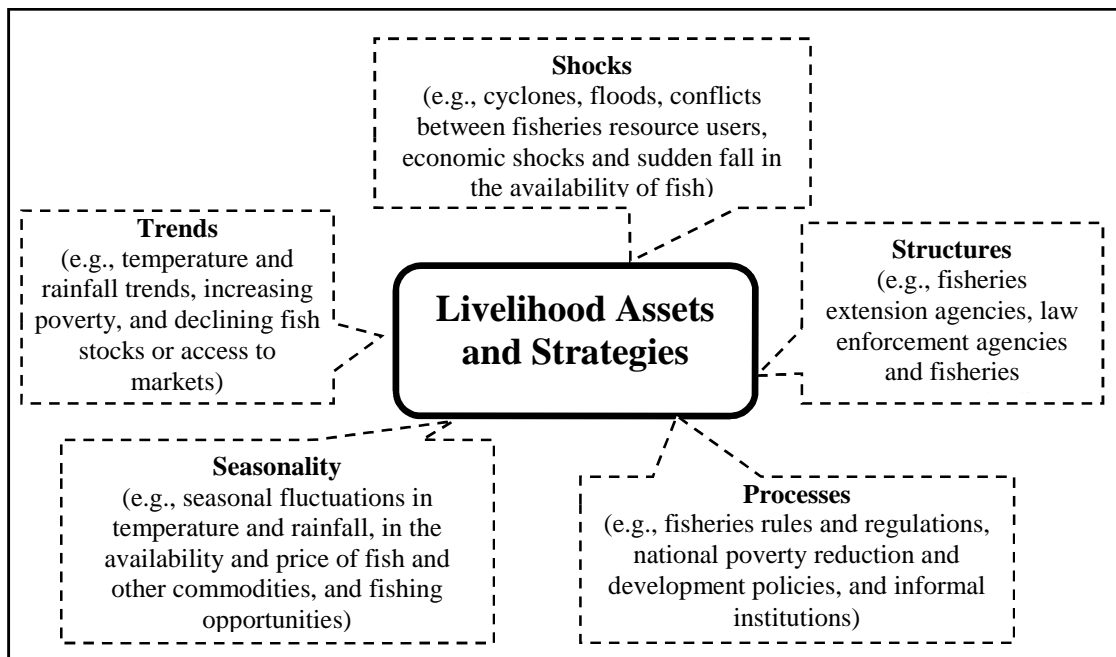 Shocks
(e.g., cyclones, floods, conflicts
between fisheries resource users,
economic shocks and sudden fall in
the availability of fish)
Trends
(e.g., temperature and
rainfall trends, increasing
poverty, and declining fish
stocks or access to
markets)
Structures
(e.g., fisheries
extension agencies, law
enforcement agencies
and fisheries
Livelihood Assets
and Strategies
Seasonality
(e.g., seasonal fluctuations in
temperature and rainfall, in the
availability and price of fish and
other commodities, and fishing
opportunities)
Processes
(e.g., fisheries rules and regulations,
national poverty reduction and
development policies, and informal
institutions)